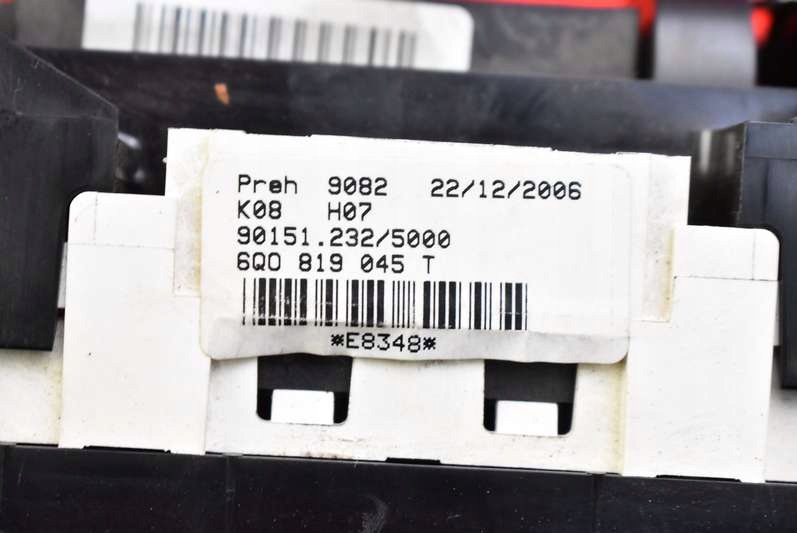 Preh 9082 22/12/2006
K08 H07
90151.232/5000
6Q0 819 045 T
*E8348*